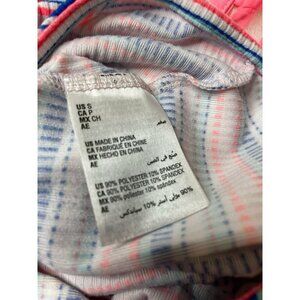 US S
CA P
MX CH
AE صغير
US MADE IN CHINA
CA FABRIQUÉ EN CHINE
MX HECHO EN CHINA
AE صنع في الصين
US 90% POLYESTER 10% SPANDEX
CA 90% POLYESTER 10% SPANDEX
MX 90% poliéster 10% spándex
AE 90% بوليستر 10% سباندكس